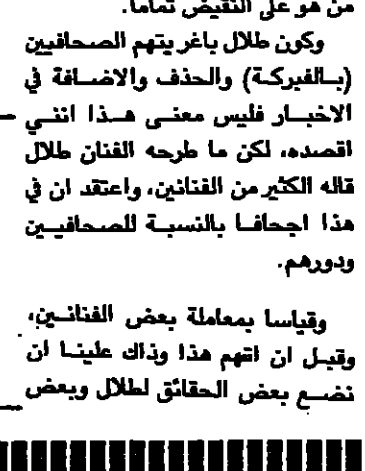 من هو على النقيض تماما.
وكون طلال باغر يتهم الصحافيين
(بالفبركة) والحذف والاضافة في
الاخبار فليس معنى هذا انني
اقصده، لكن ما طرحه الفنان طلال
قاله الكثير من الفنانين، واعتقد ان في
هذا اجحافا بالنسبة للصحافيين
ودورهم.
وقياسا بمعاملة بعض الفنانين،
وقبل ان اتهم هذا وذاك علينا ان
نضع بعض الحقائق لطلال وبعض